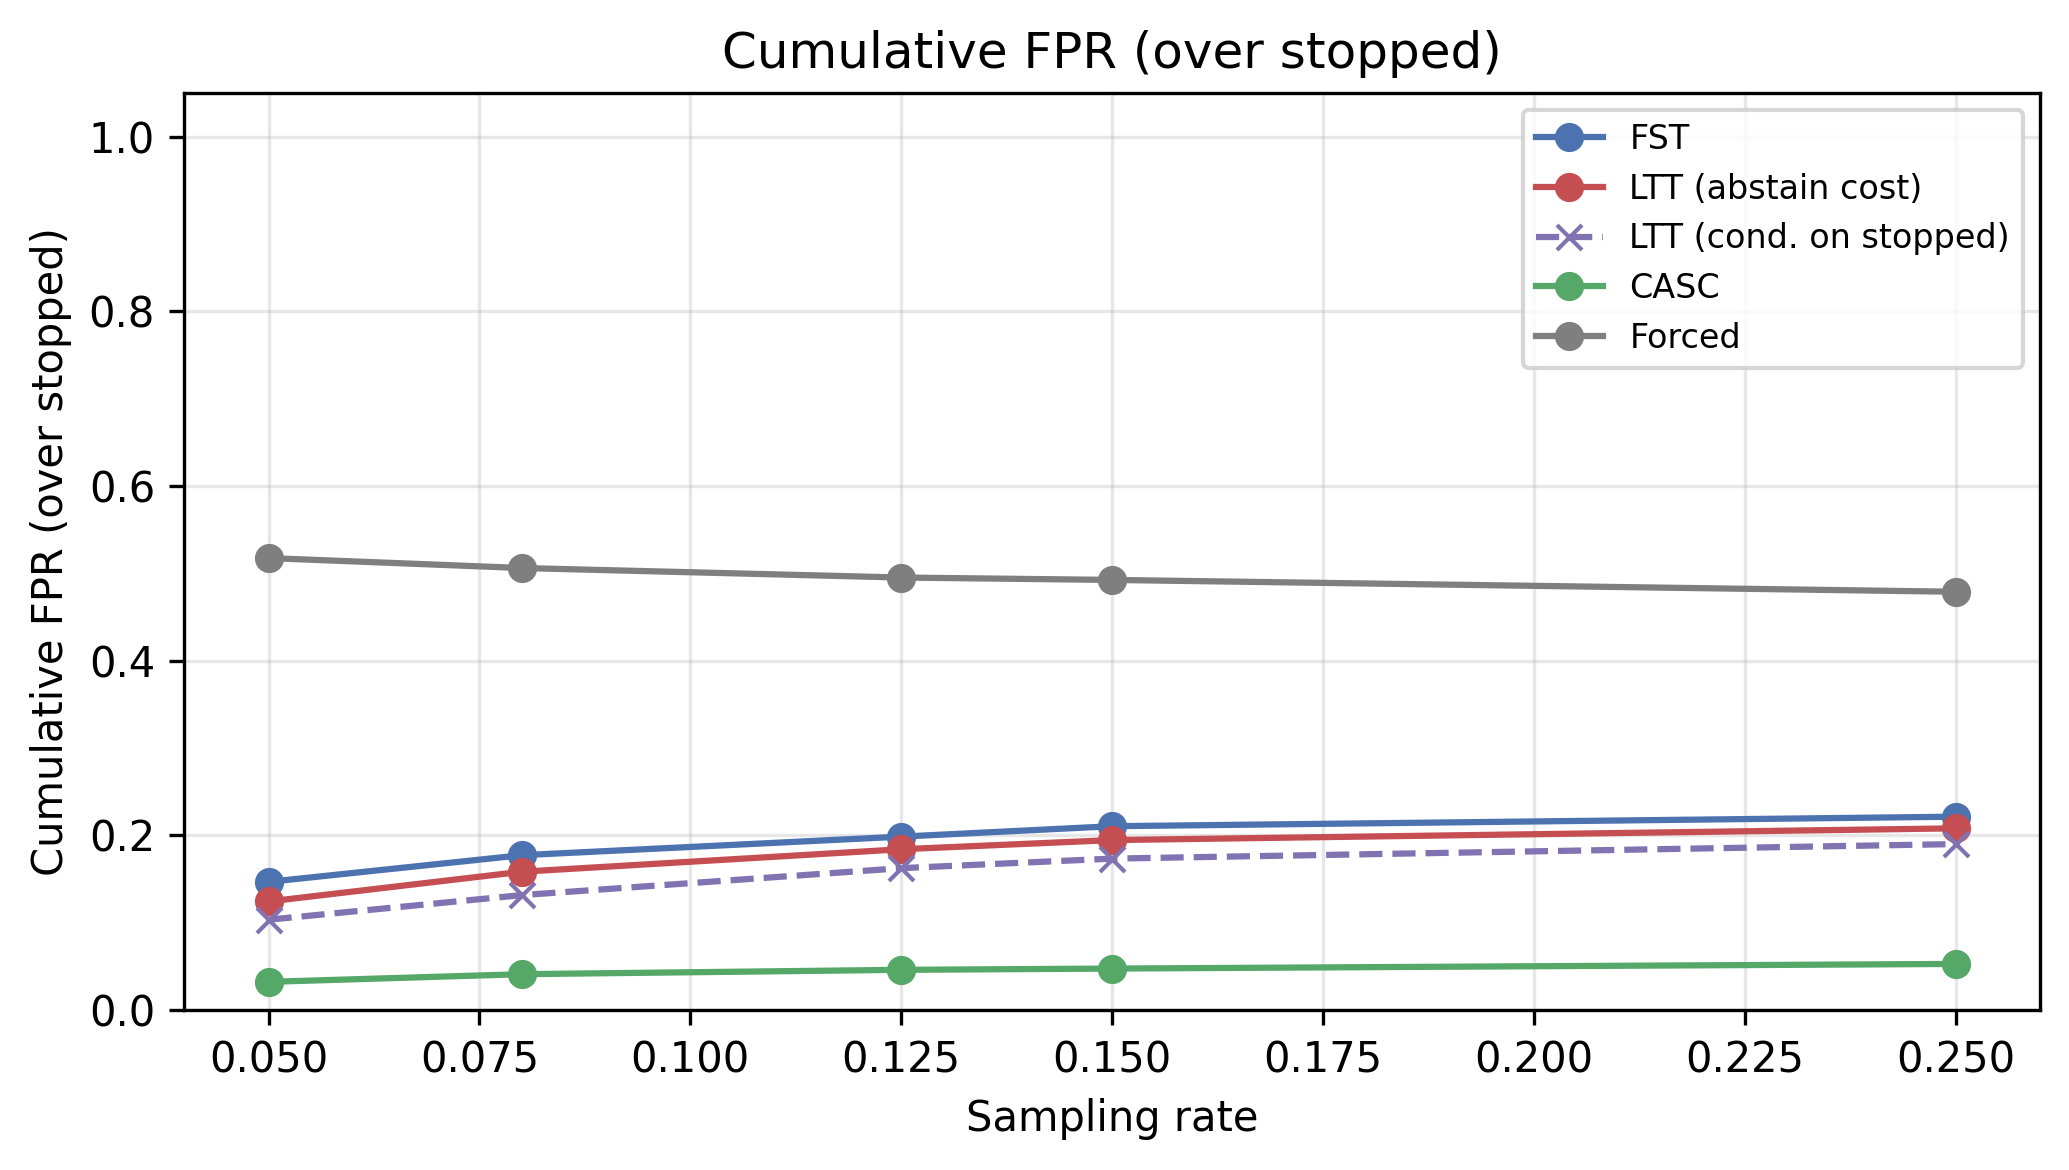 Cumulative FPR (over stopped)
Cumulative FPR (over stopped)
1.0
0.8
0.6
0.4
0.2
0.0
FST
LTT (abstain cost)
LTT (cond. on stopped)
CASC
Forced
0.050 0.075 0.100 0.125 0.150 0.175 0.200 0.225 0.250
Sampling rate